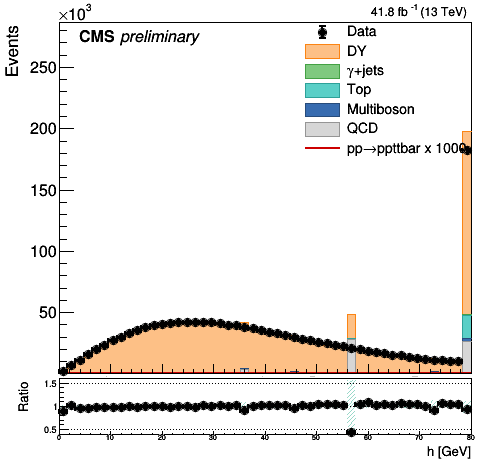 ×10³
41.8 fb⁻¹ (13 TeV)
CMS preliminary
Events
Data
DY
γ+jets
Top
Multiboson
QCD
pp→ppttbar x 1000
250
200
150
100
50
Ratio
1.5
1
0.5
0 10 20 30 40 50 60 70 80
h [GeV]